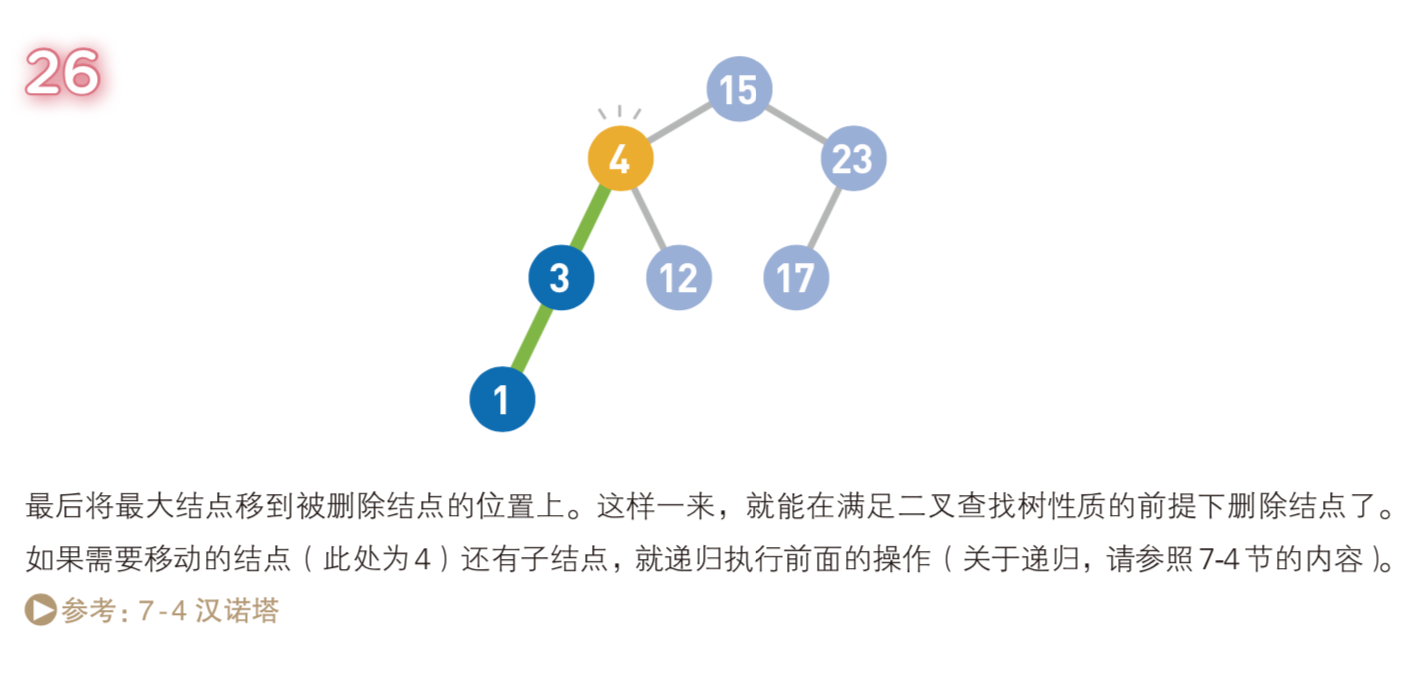 26
15
4
23
3
12
17
1
最后将最大结点移到被删除结点的位置上。这样一来，就能在满足二叉查找树性质的前提下删除结点了。
如果需要移动的结点（此处为4）还有子结点，就递归执行前面的操作（关于递归，请参照7-4节的内容）。
参考：7-4 汉诺塔